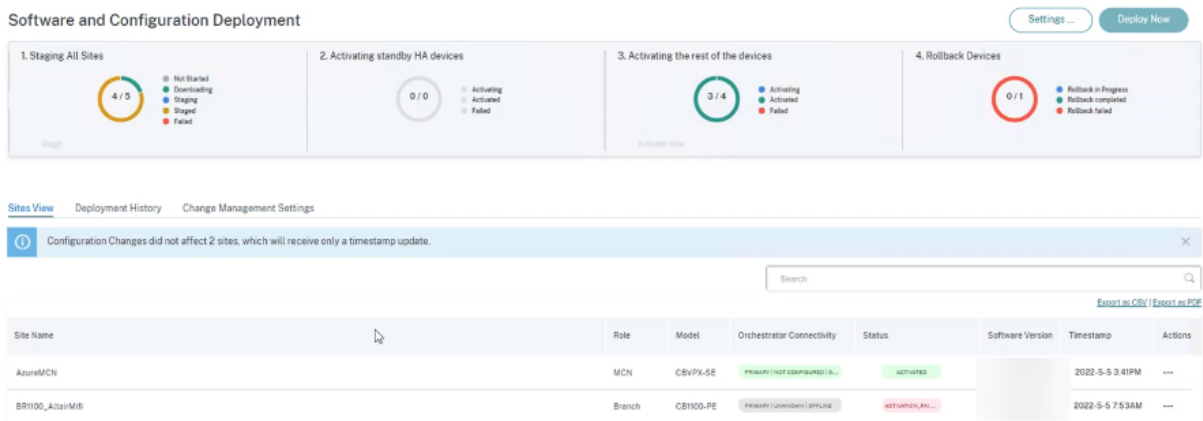 Software and Configuration Deployment
Settings ...
Deploy Now
1. Staging All Sites
4 / 5
Not Started
Downloading
Staging
Staged
Failed
Stage
2. Activating standby HA devices
0 / 0
Activating
Activated
Failed
3. Activating the rest of the devices
3 / 4
Activating
Activated
Failed
Activate Now
4. Rollback Devices
0 / 1
Rollback in Progress
Rollback completed
Rollback failed
Sites View Deployment History Change Management Settings
Configuration Changes did not affect 2 sites, which will receive only a timestamp update.
Search
Export as CSV | Export as PDF
Site Name Role Model Orchestrator Connectivity Status Software Version Timestamp Actions
AzureMCN MCN CBVPX-SE PRIMARY | NOT CONFIGURED | O... ACTIVATED 2022-5-5 3:41PM ...
BR1100_AltairMifi Branch CB1100-PE PRIMARY | UNKNOWN | OFFLINE ACTIVATION_FAI... 2022-5-5 7:53AM ...